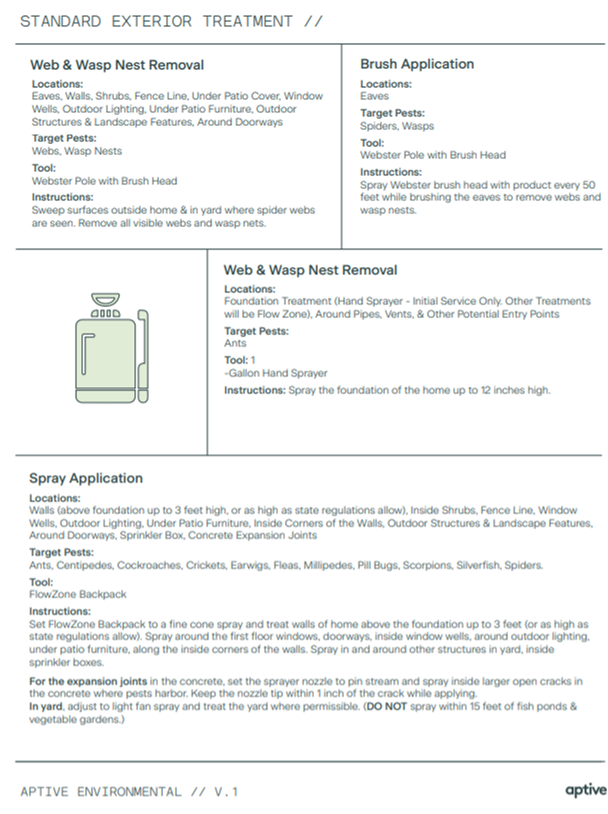 STANDARD EXTERIOR TREATMENT //
Web & Wasp Nest Removal
Locations:
Eaves, Walls, Shrubs, Fence Line, Under Patio Cover, Window
Wells, Outdoor Lighting, Under Patio Furniture, Outdoor
Structures & Landscape Features, Around Doorways
Target Pests:
Webs, Wasp Nests
Tool:
Webster Pole with Brush Head
Instructions:
Sweep surfaces outside home & in yard where spider webs
are seen. Remove all visible webs and wasp nets.
Brush Application
Locations:
Eaves
Target Pests:
Spiders, Wasps
Tool:
Webster Pole with Brush Head
Instructions:
Spray Webster brush head with product every 50
feet while brushing the eaves to remove webs and
wasp nests.
Web & Wasp Nest Removal
Locations:
Foundation Treatment (Hand Sprayer - Initial Service Only. Other Treatments
will be Flow Zone), Around Pipes, Vents, & Other Potential Entry Points
Target Pests:
Ants
Tool: 1
-Gallon Hand Sprayer
Instructions: Spray the foundation of the home up to 12 inches high.
Spray Application
Locations:
Walls (above foundation up to 3 feet high, or as high as state regulations allow), Inside Shrubs, Fence Line, Window
Wells, Outdoor Lighting, Under Patio Furniture, Inside Corners of the Walls, Outdoor Structures & Landscape Features,
Around Doorways, Sprinkler Box, Concrete Expansion Joints
Target Pests:
Ants, Centipedes, Cockroaches, Crickets, Earwigs, Fleas, Millipedes, Pill Bugs, Scorpions, Silverfish, Spiders.
Tool:
FlowZone Backpack
Instructions:
Set FlowZone Backpack to a fine cone spray and treat walls of home above the foundation up to 3 feet (or as high as
state regulations allow). Spray around the first floor windows, doorways, inside window wells, around outdoor lighting,
under patio furniture, along the inside corners of the walls. Spray in and around other structures in yard, inside
sprinkler boxes.
For the expansion joints in the concrete, set the sprayer nozzle to pin stream and spray inside larger open cracks in
the concrete where pests harbor. Keep the nozzle tip within 1 inch of the crack while applying.
In yard, adjust to light fan spray and treat the yard where permissible. (DO NOT spray within 15 feet of fish ponds &
vegetable gardens.)
APTIVE ENVIRONMENTAL // V.1
aptive